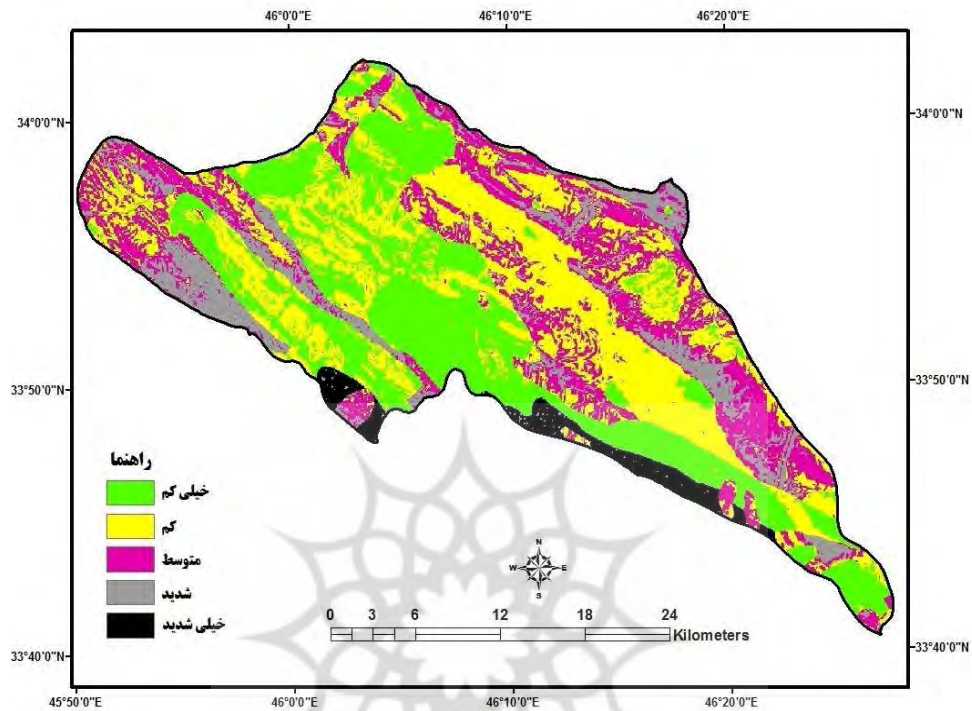 46°0'0"E 46°10'0"E 46°20'0"E
34°0'0"N 34°0'0"N
33°50'0"N 33°50'0"N
راهنما
خیلی کم
کم
متوسط
شدید
خیلی شدید
N
W E
S
0 3 6 12 18 24
Kilometers
33°40'0"N 33°40'0"N
45°50'0"E 46°0'0"E 46°10'0"E 46°20'0"E